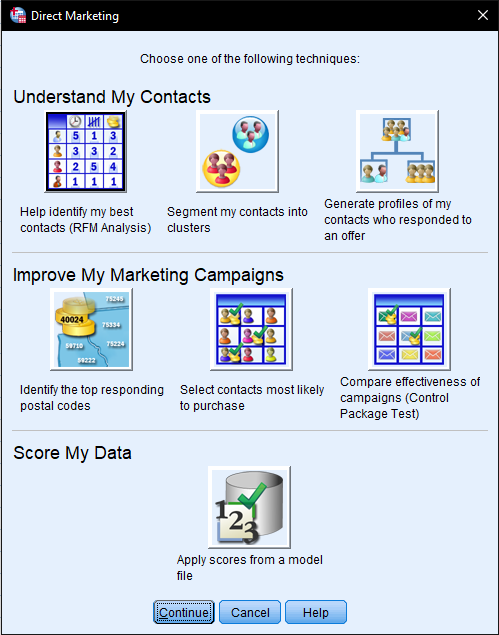 Direct Marketing
Choose one of the following techniques:
Understand My Contacts
5 1 3
3 3 2
2 5 4
1 1 1
Help identify my best
contacts (RFM Analysis)
Segment my contacts into
clusters
Generate profiles of my
contacts who responded to
an offer
Improve My Marketing Campaigns
75245
40024
75334
59710
75224
59222
Identify the top responding
postal codes
Select contacts most likely
to purchase
Compare effectiveness of
campaigns (Control
Package Test)
Score My Data
123
Apply scores from a model
file
Continue
Cancel
Help